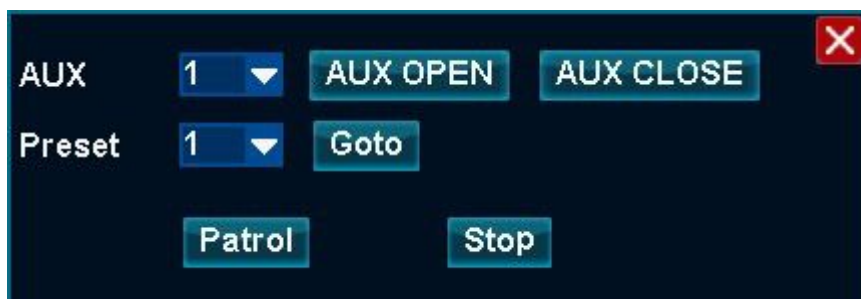 AUX 1 AUX OPEN AUX CLOSE
Preset 1 Goto
Patrol Stop